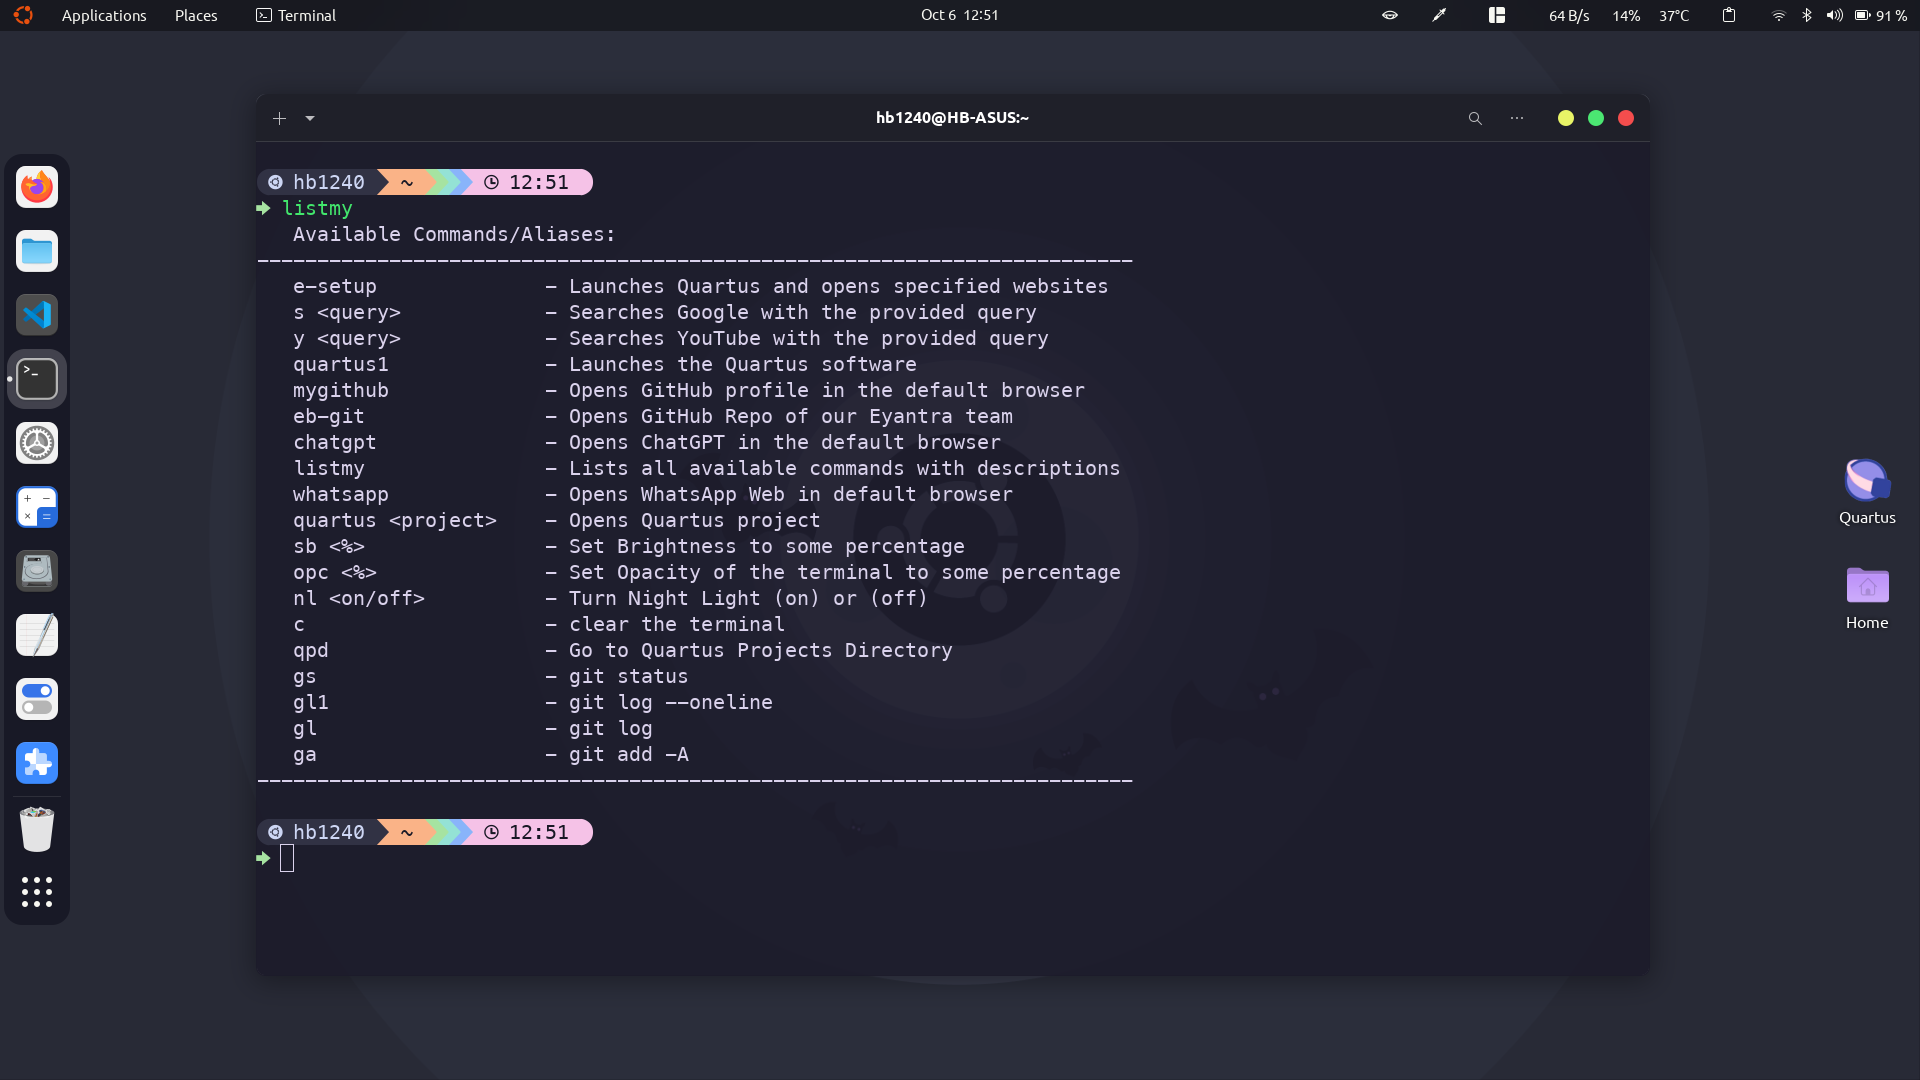 Applications Places Terminal Oct 6 12:51 64 B/s 14% 37°C 91 %
hb1240@HB-ASUS:~
hb1240 ~ 12:51
listmy
Available Commands/Aliases:
-------------------------------------------------------------------------
e-setup - Launches Quartus and opens specified websites
s <query> - Searches Google with the provided query
y <query> - Searches YouTube with the provided query
quartus1 - Launches the Quartus software
mygithub - Opens GitHub profile in the default browser
eb-git - Opens GitHub Repo of our Eyantra team
chatgpt - Opens ChatGPT in the default browser
listmy - Lists all available commands with descriptions
whatsapp - Opens WhatsApp Web in default browser
quartus <project> - Opens Quartus project
sb <%> - Set Brightness to some percentage
opc <%> - Set Opacity of the terminal to some percentage
nl <on/off> - Turn Night Light (on) or (off)
c - clear the terminal
qpd - Go to Quartus Projects Directory
gs - git status
gl1 - git log --oneline
gl - git log
ga - git add -A
-------------------------------------------------------------------------
hb1240 ~ 12:51
Quartus
Home